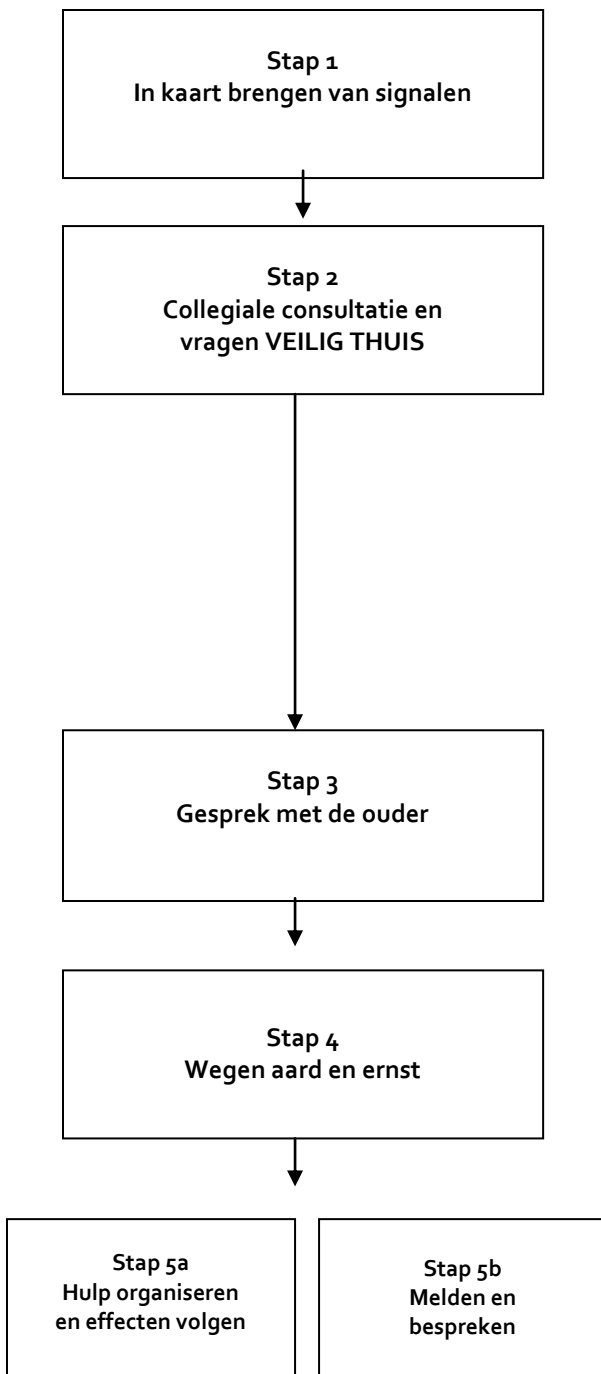 Stap 1
In kaart brengen van signalen
Stap 2
Collegiale consultatie en
vragen VEILIG THUIS
Stap 3
Gesprek met de ouder
Stap 4
Wegen aard en ernst
Stap 5a
Hulp organiseren
en effecten volgen
Stap 5b
Melden en
bespreken